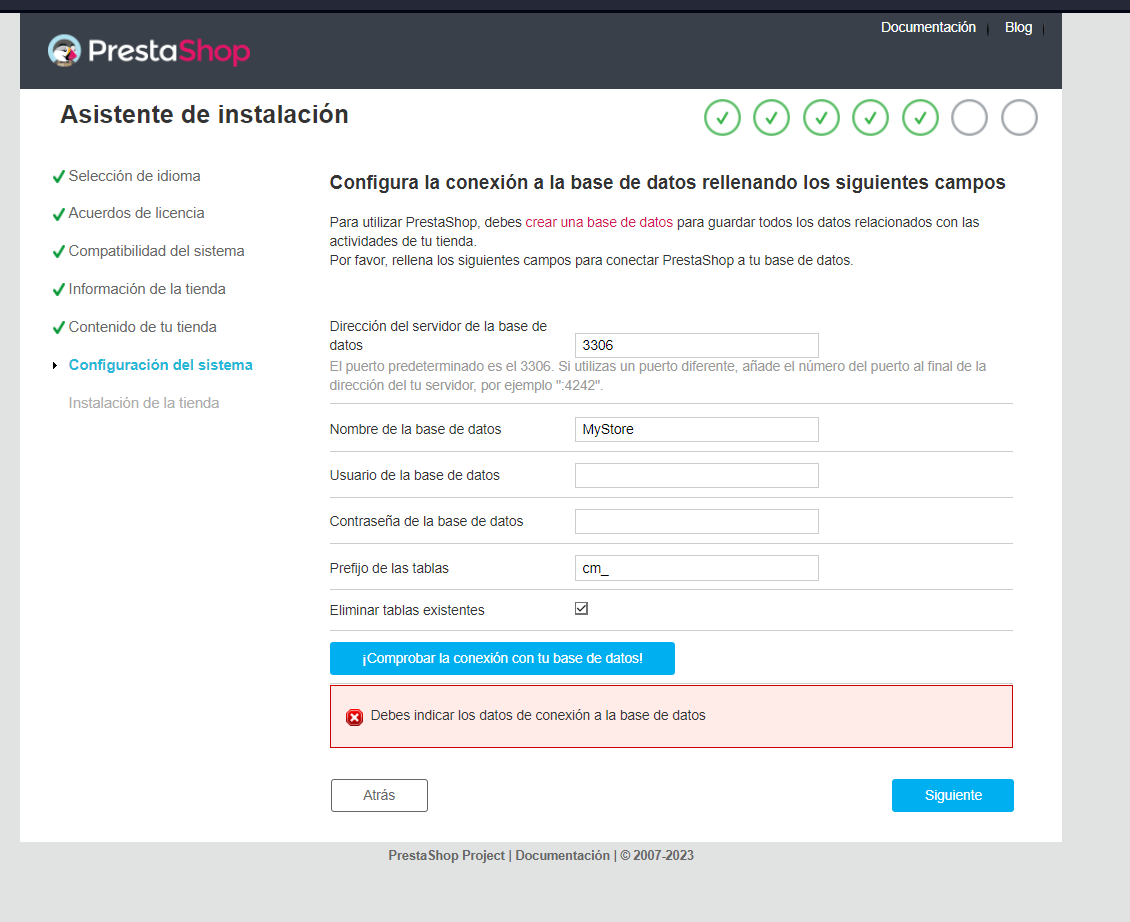 Documentación
Blog
PrestaShop
Asistente de instalación
Selección de idioma
Acuerdos de licencia
Compatibilidad del sistema
Información de la tienda
Contenido de tu tienda
Configuración del sistema
Instalación de la tienda
Configura la conexión a la base de datos rellenando los siguientes campos
Para utilizar PrestaShop, debes crear una base de datos para guardar todos los datos relacionados con las
actividades de tu tienda.
Por favor, rellena los siguientes campos para conectar PrestaShop a tu base de datos.
Dirección del servidor de la base de
datos
3306
El puerto predeterminado es el 3306. Si utilizas un puerto diferente, añade el número del puerto al final de la
dirección del tu servidor, por ejemplo ":4242".
Nombre de la base de datos
MyStore
Usuario de la base de datos
Contraseña de la base de datos
Prefijo de las tablas
cm_
Eliminar tablas existentes
¡Comprobar la conexión con tu base de datos!
Debes indicar los datos de conexión a la base de datos
Atrás
Siguiente
PrestaShop Project | Documentación | © 2007-2023